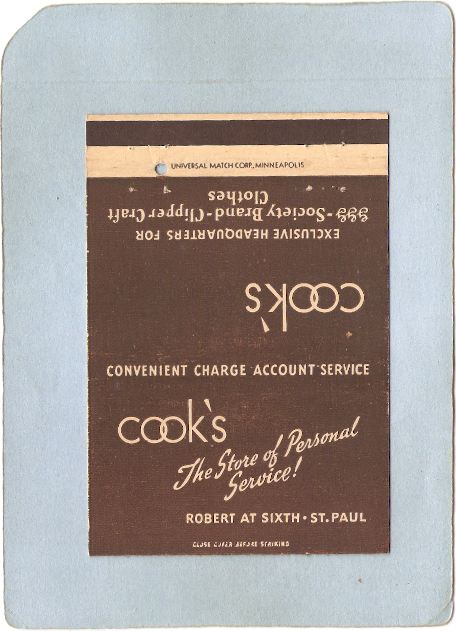 UNIVERSAL MATCH CORP., MINNEAPOLIS
cook's
EXCLUSIVE HEADQUARTERS FOR
GGG - Society Brand - Clipper Craft
Clothes
CONVENIENT CHARGE ACCOUNT SERVICE
cook's
The Store of Personal
Service!
ROBERT AT SIXTH • ST. PAUL
CLOSE COVER BEFORE STRIKING